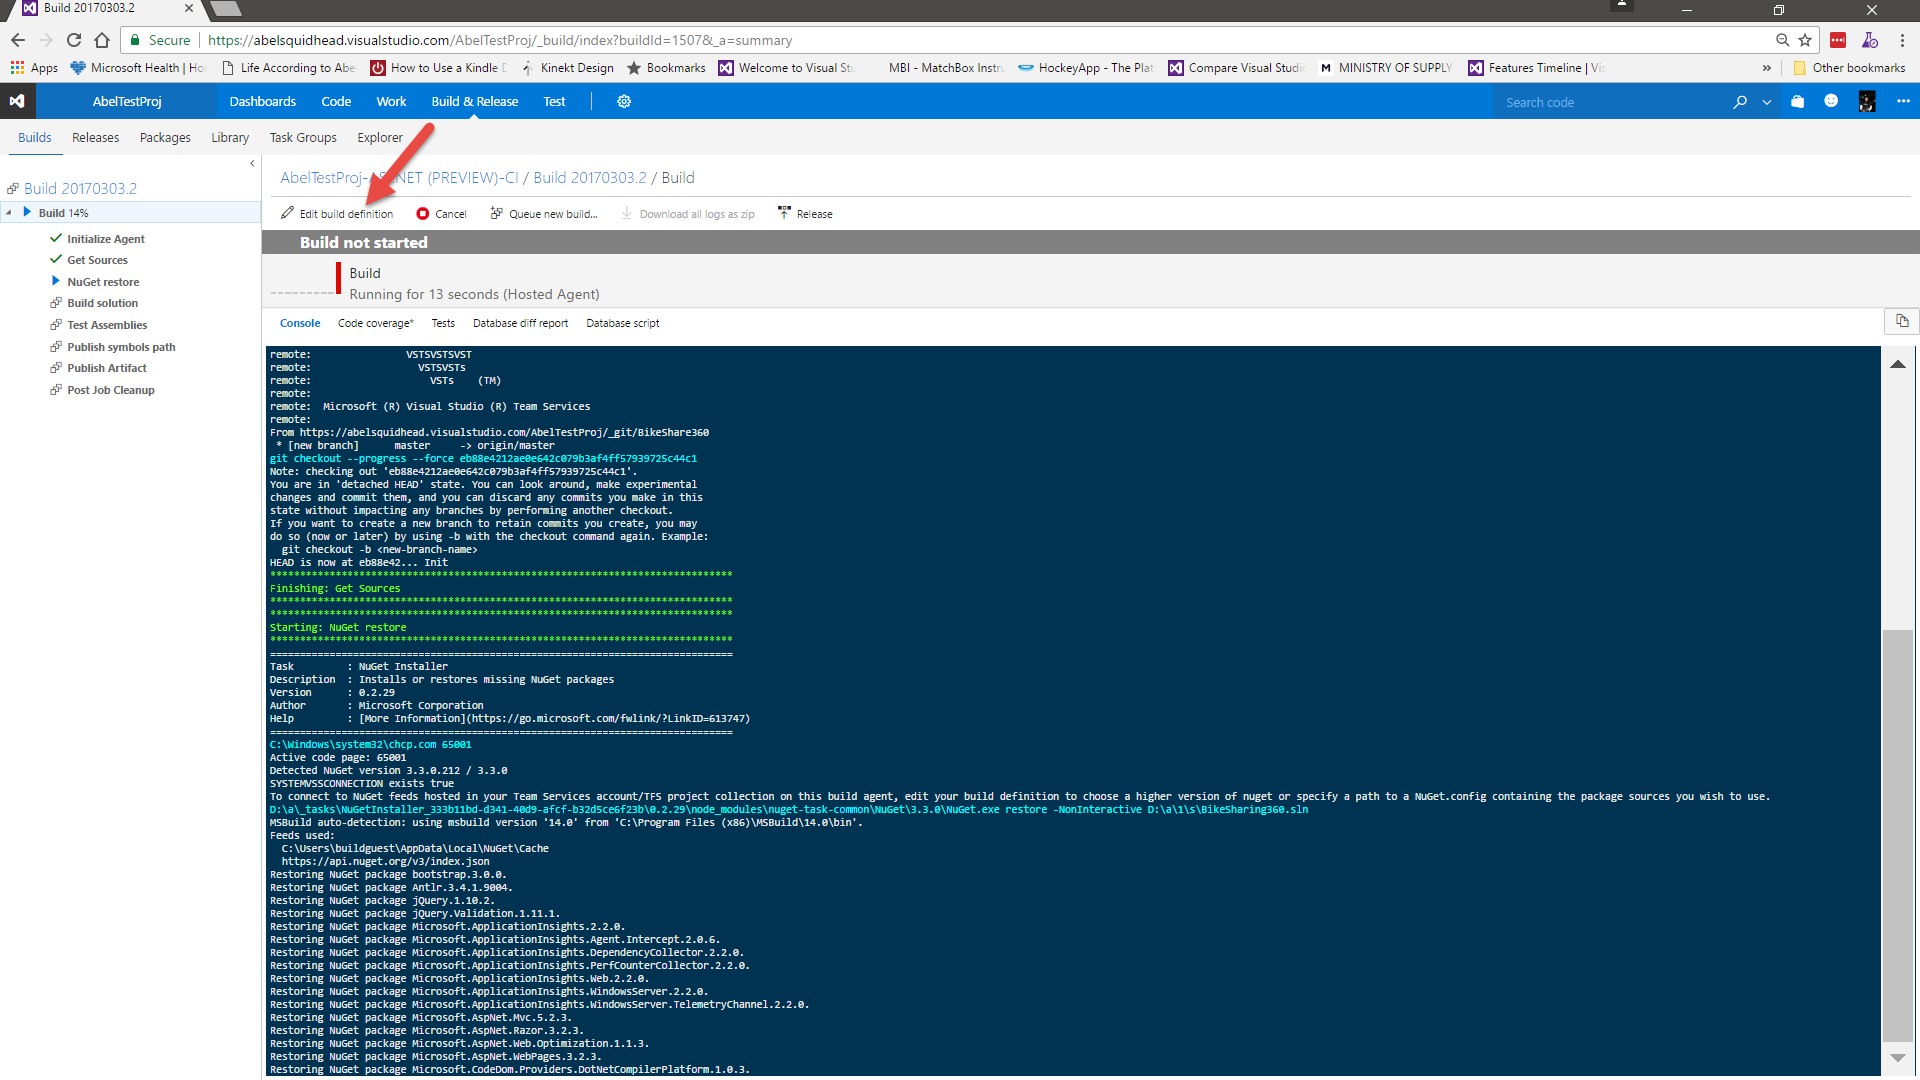 Build 20170303.2
Secure https://abelsquidhead.visualstudio.com/AbelTestProj/_build/index?buildId=1507&_a=summary
Apps Microsoft Health | Ho Life According to Abe How to Use a Kindle Kinekt Design Bookmarks Welcome to Visual Stu MBI - MatchBox Instru HockeyApp - The Plat Compare Visual Studi MINISTRY OF SUPPLY Features Timeline | Vis » Other bookmarks
AbelTestProj Dashboards Code Work Build & Release Test Search code
Builds Releases Packages Library Task Groups Explorer
Build 20170303.2
Build 14%
Initialize Agent
Get Sources
NuGet restore
Build solution
Test Assemblies
Publish symbols path
Publish Artifact
Post Job Cleanup
AbelTestProj-AS NET (PREVIEW)-CI / Build 20170303.2 / Build
Edit build definition Cancel Queue new build... Download all logs as zip Release
Build not started
Build
Running for 13 seconds (Hosted Agent)
Console Code coverage* Tests Database diff report Database script
remote: VSTSVSTSVST
remote: VSTSVSTs
remote: VSTs (TM)
remote:
remote: Microsoft (R) Visual Studio (R) Team Services
remote:
From https://abelsquidhead.visualstudio.com/AbelTestProj/_git/BikeShare360
* [new branch] master -> origin/master
git checkout --progress --force eb88e4212ae0e642c079b3af4ff57939725c44c1
Note: checking out 'eb88e4212ae0e642c079b3af4ff57939725c44c1'.
You are in 'detached HEAD' state. You can look around, make experimental
changes and commit them, and you can discard any commits you make in this
state without impacting any branches by performing another checkout.
If you want to create a new branch to retain commits you create, you may
do so (now or later) by using -b with the checkout command again. Example:
git checkout -b <new-branch-name>
HEAD is now at eb88e42... Init
******************************************************************************
Finishing: Get Sources
******************************************************************************
******************************************************************************
Starting: NuGet restore
******************************************************************************
==============================================================================
Task : NuGet Installer
Description : Installs or restores missing NuGet packages
Version : 0.2.29
Author : Microsoft Corporation
Help : [More Information](https://go.microsoft.com/fwlink/?LinkID=613747)
==============================================================================
C:\Windows\system32\chcp.com 65001
Active code page: 65001
Detected NuGet version 3.3.0.212 / 3.3.0
SYSTEMVSSCONNECTION exists true
To connect to NuGet feeds hosted in your Team Services account/TFS project collection on this build agent, edit your build definition to choose a higher version of nuget or specify a path to a NuGet.config containing the package sources you wish to use.
D:\a\_tasks\NuGetInstaller_333b11bd-d341-40d9-afcf-b32d5ce6f23b\0.2.29\node_modules\nuget-task-common\NuGet\3.3.0\NuGet.exe restore -NonInteractive D:\a\1\s\BikeSharing360.sln
MSBuild auto-detection: using msbuild version '14.0' from 'C:\Program Files (x86)\MSBuild\14.0\bin'.
Feeds used:
C:\Users\buildguest\AppData\Local\NuGet\Cache
https://api.nuget.org/v3/index.json
Restoring NuGet package bootstrap.3.0.0.
Restoring NuGet package Antlr.3.4.1.9004.
Restoring NuGet package jQuery.1.10.2.
Restoring NuGet package jQuery.Validation.1.11.1.
Restoring NuGet package Microsoft.ApplicationInsights.2.2.0.
Restoring NuGet package Microsoft.ApplicationInsights.Agent.Intercept.2.0.6.
Restoring NuGet package Microsoft.ApplicationInsights.DependencyCollector.2.2.0.
Restoring NuGet package Microsoft.ApplicationInsights.PerfCounterCollector.2.2.0.
Restoring NuGet package Microsoft.ApplicationInsights.Web.2.2.0.
Restoring NuGet package Microsoft.ApplicationInsights.WindowsServer.2.2.0.
Restoring NuGet package Microsoft.ApplicationInsights.WindowsServer.TelemetryChannel.2.2.0.
Restoring NuGet package Microsoft.AspNet.Mvc.5.2.3.
Restoring NuGet package Microsoft.AspNet.Razor.3.2.3.
Restoring NuGet package Microsoft.AspNet.Web.Optimization.1.1.3.
Restoring NuGet package Microsoft.AspNet.WebPages.3.2.3.
Restoring NuGet package Microsoft.CodeDom.Providers.DotNetCompilerPlatform.1.0.3.